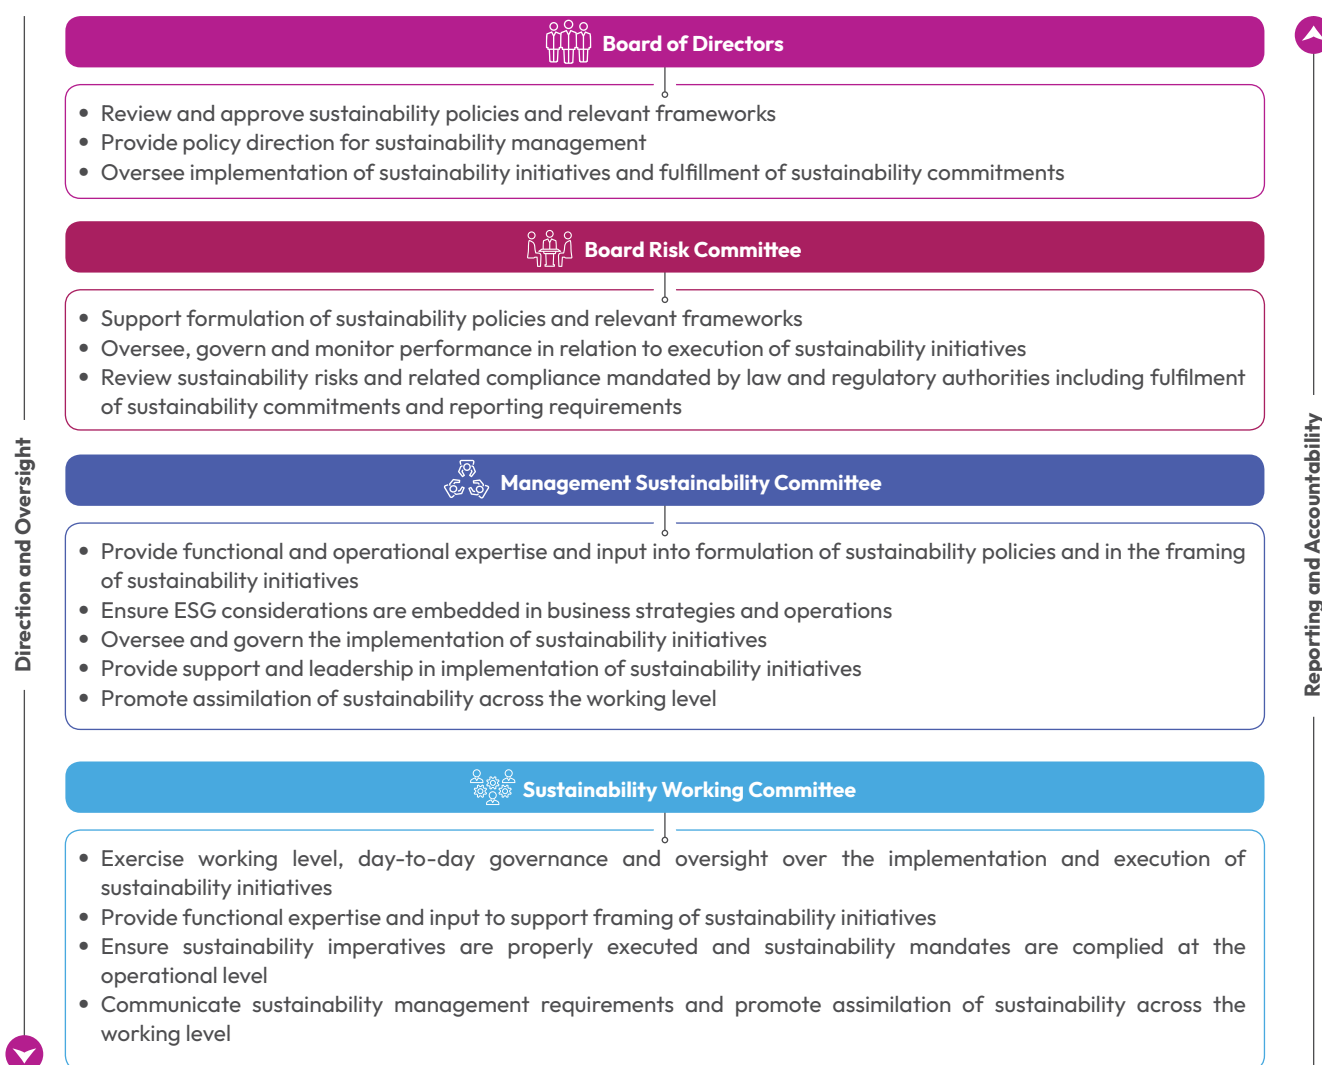 Board of Directors
• Review and approve sustainability policies and relevant frameworks
• Provide policy direction for sustainability management
• Oversee implementation of sustainability initiatives and fulfillment of sustainability commitments
Board Risk Committee
• Support formulation of sustainability policies and relevant frameworks
• Oversee, govern and monitor performance in relation to execution of sustainability initiatives
• Review sustainability risks and related compliance mandated by law and regulatory authorities including fulfilment
of sustainability commitments and reporting requirements
Management Sustainability Committee
• Provide functional and operational expertise and input into formulation of sustainability policies and in the framing
of sustainability initiatives
• Ensure ESG considerations are embedded in business strategies and operations
• Oversee and govern the implementation of sustainability initiatives
• Provide support and leadership in implementation of sustainability initiatives
• Promote assimilation of sustainability across the working level
Sustainability Working Committee
• Exercise working level, day-to-day governance and oversight over the implementation and execution of
sustainability initiatives
• Provide functional expertise and input to support framing of sustainability initiatives
• Ensure sustainability imperatives are properly executed and sustainability mandates are complied at the
operational level
• Communicate sustainability management requirements and promote assimilation of sustainability across the
working level
Direction and Oversight
Reporting and Accountability